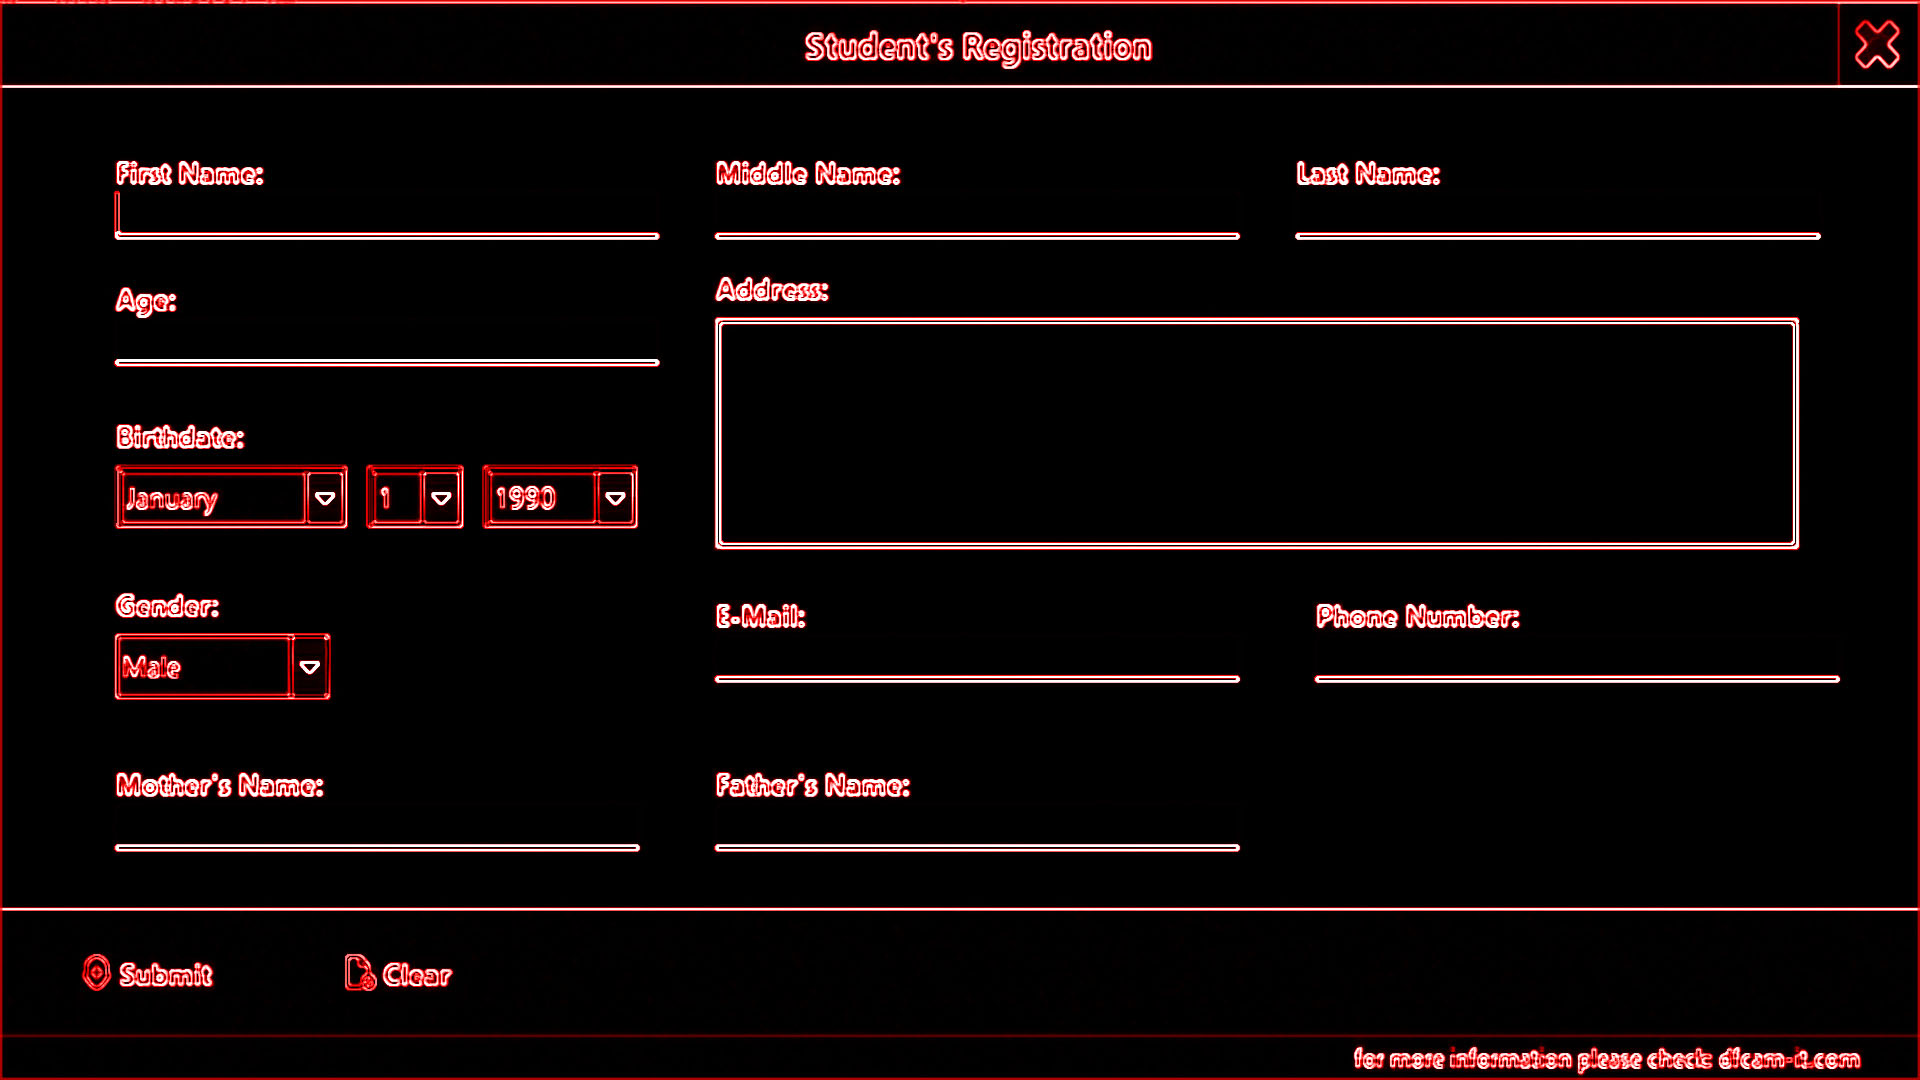 Student's Registration
First Name:
Middle Name:
Last Name:
Age:
Address:
Birthdate:
January
1
1990
Gender:
Male
E-Mail:
Phone Number:
Mother's Name:
Father's Name:
Submit
Clear
for more information please check: dfcam-it.com